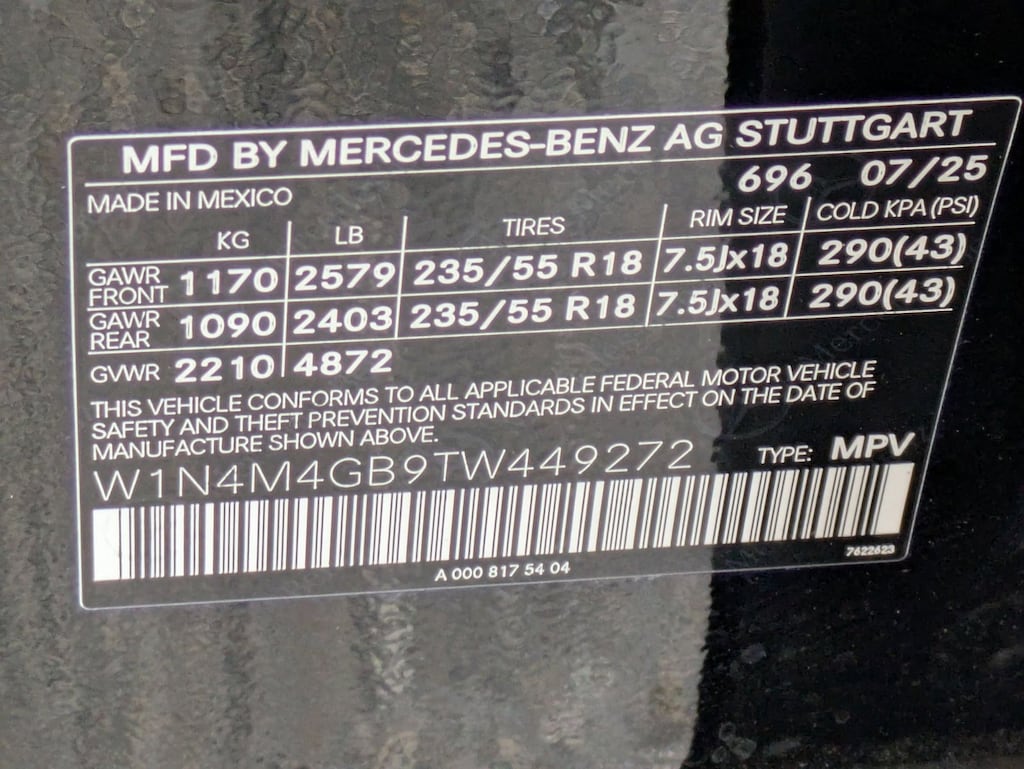 MFD BY MERCEDES-BENZ AG STUTTGART
MADE IN MEXICO 696 07/25
KG LB TIRES RIM SIZE COLD KPA (PSI)
GAWR FRONT 1170 2579 235/55 R18 7.5Jx18 290(43)
GAWR REAR 1090 2403 235/55 R18 7.5Jx18 290(43)
GVWR 2210 4872
THIS VEHICLE CONFORMS TO ALL APPLICABLE FEDERAL MOTOR VEHICLE
SAFETY AND THEFT PREVENTION STANDARDS IN EFFECT ON THE DATE OF
MANUFACTURE SHOWN ABOVE.
W1N4M4GB9TW449272 TYPE: MPV
7622623
A 000 817 54 04